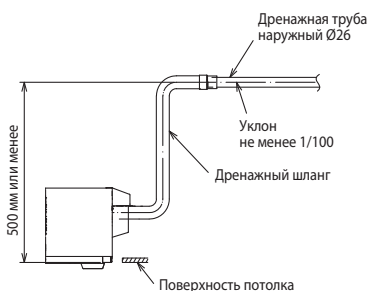 Дренажная труба
наружный Ø26
Уклон
не менее 1/100
Дренажный шланг
500 мм или менее
Поверхность потолка